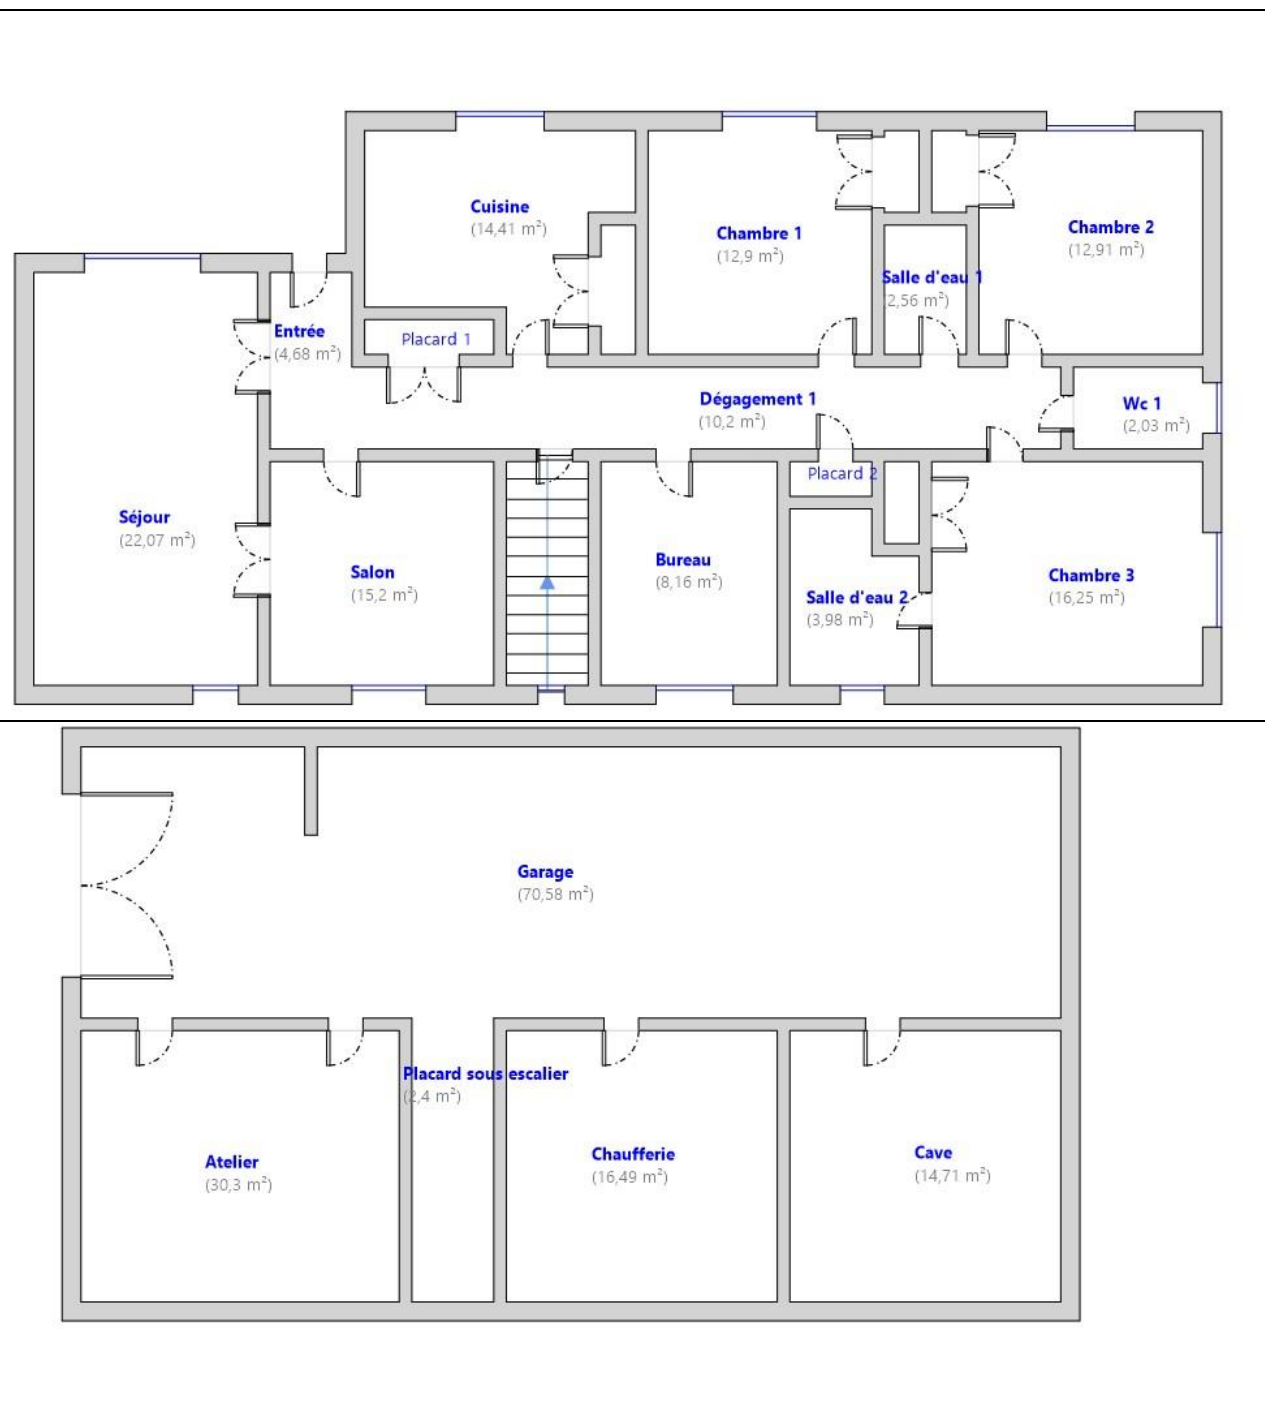 Cuisine
(14,41 m²)
Chambre 1
(12,9 m²)
Chambre 2
(12,91 m²)
Salle d'eau 1
(2,56 m²)
Entrée
(4,68 m²)
Placard 1
Dégagement 1
(10,2 m²)
Wc 1
(2,03 m²)
Placard 2
Séjour
(22,07 m²)
Salon
(15,2 m²)
Bureau
(8,16 m²)
Salle d'eau 2
(3,98 m²)
Chambre 3
(16,25 m²)
Garage
(70,58 m²)
Placard sous escalier
(2,4 m²)
Atelier
(30,3 m²)
Chaufferie
(16,49 m²)
Cave
(14,71 m²)